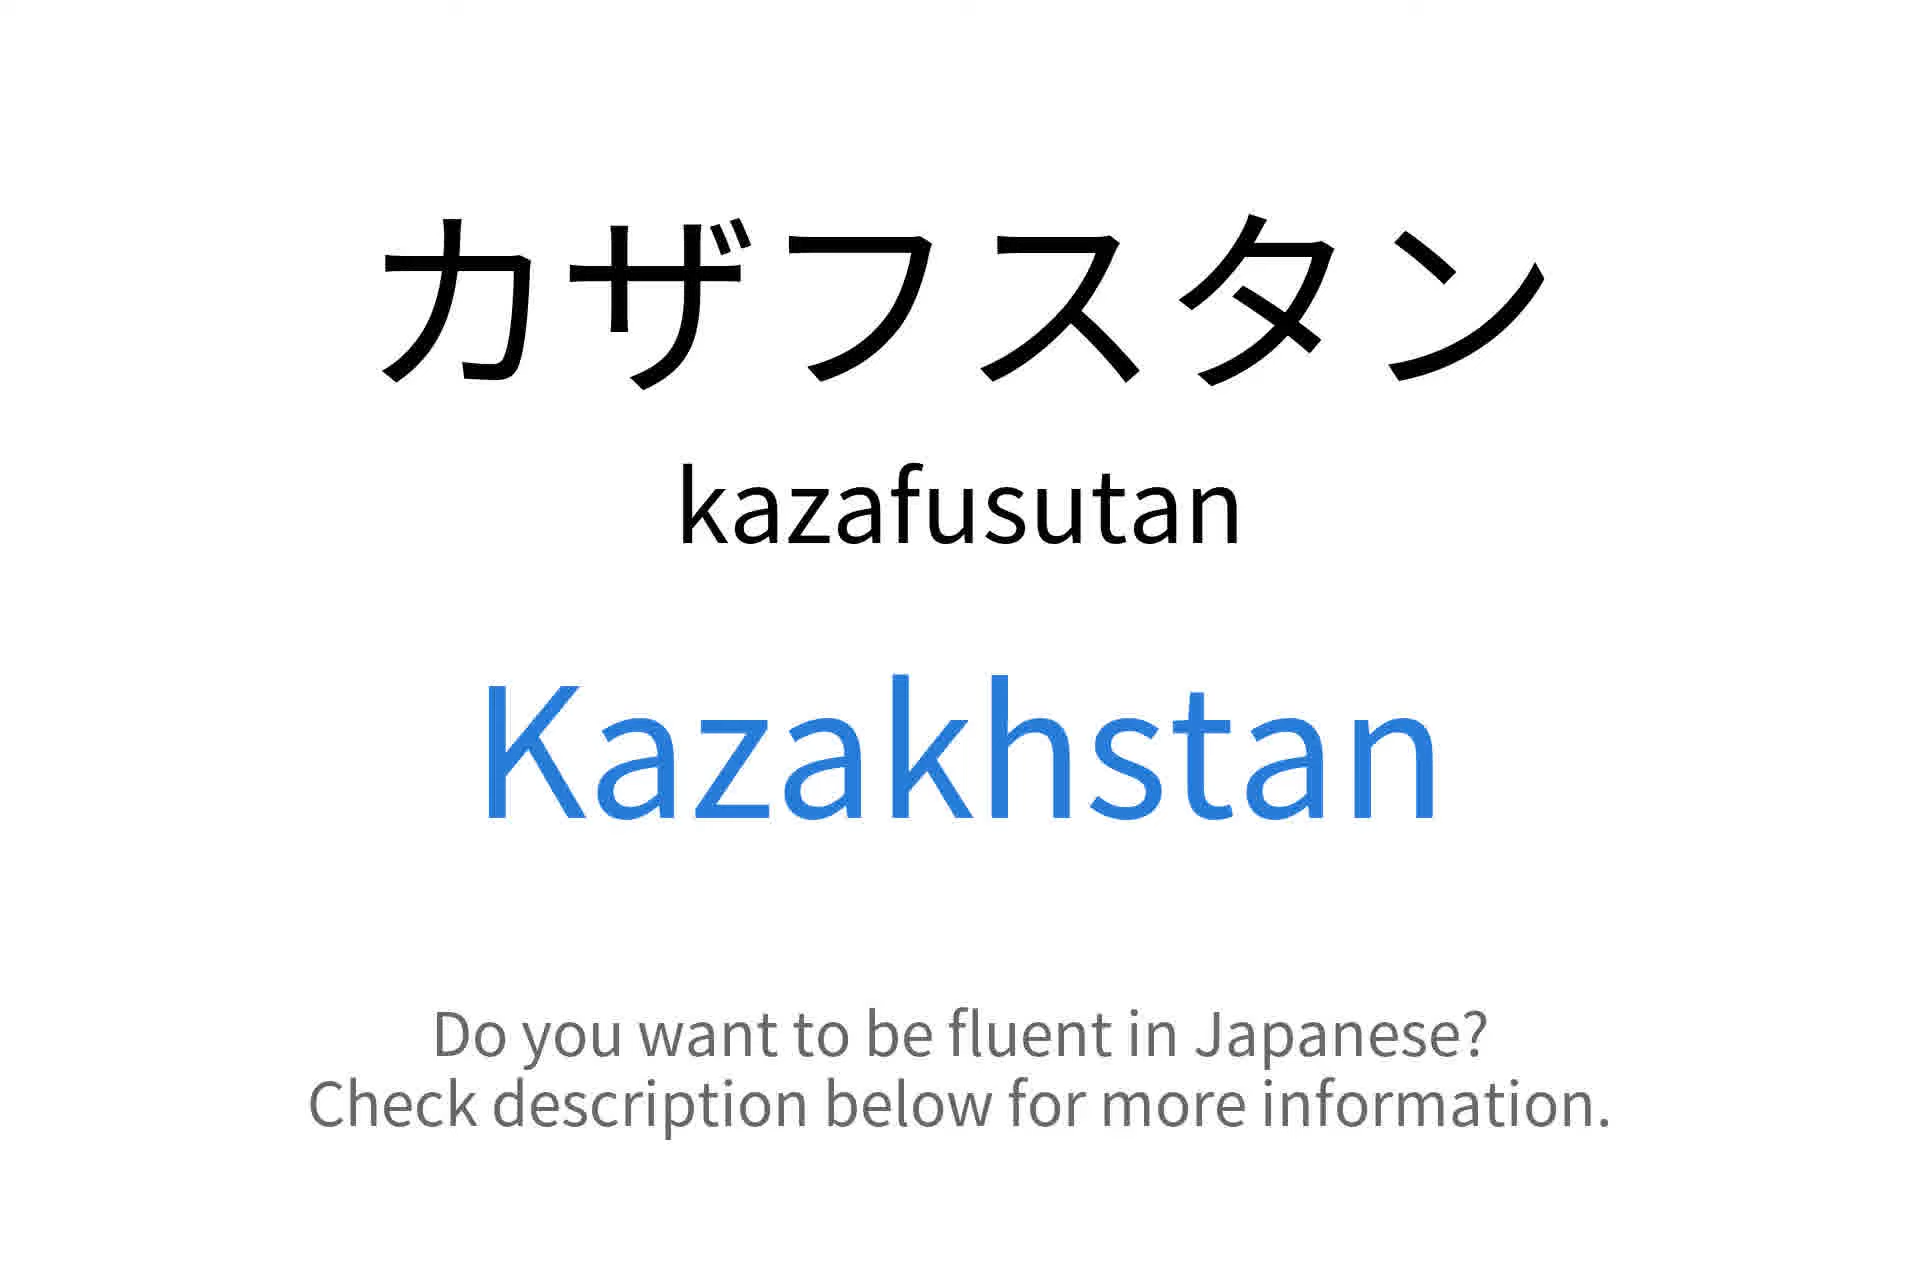 カザフスタン
kazafusutan
Kazakhstan
Do you want to be fluent in Japanese?
Check description below for more information.